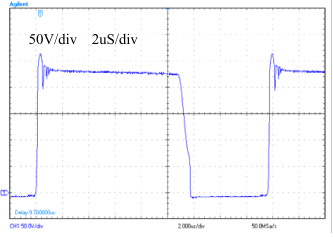 Agilent
50V/div 2uS/div
Delay:9.700000us
CH1 50.0V/div 2.000us/div 50.0MSa/s